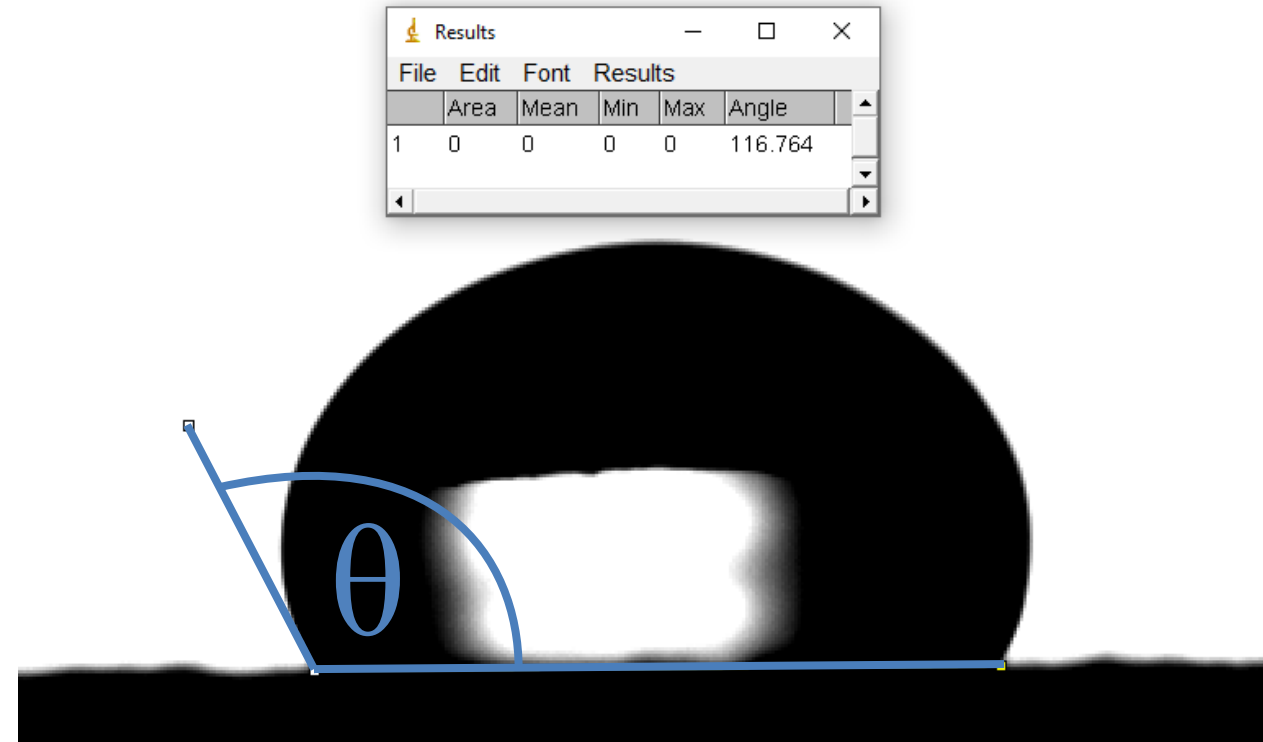 Results
File Edit Font Results
Area Mean Min Max Angle
1 0 0 0 0 116.764
θ